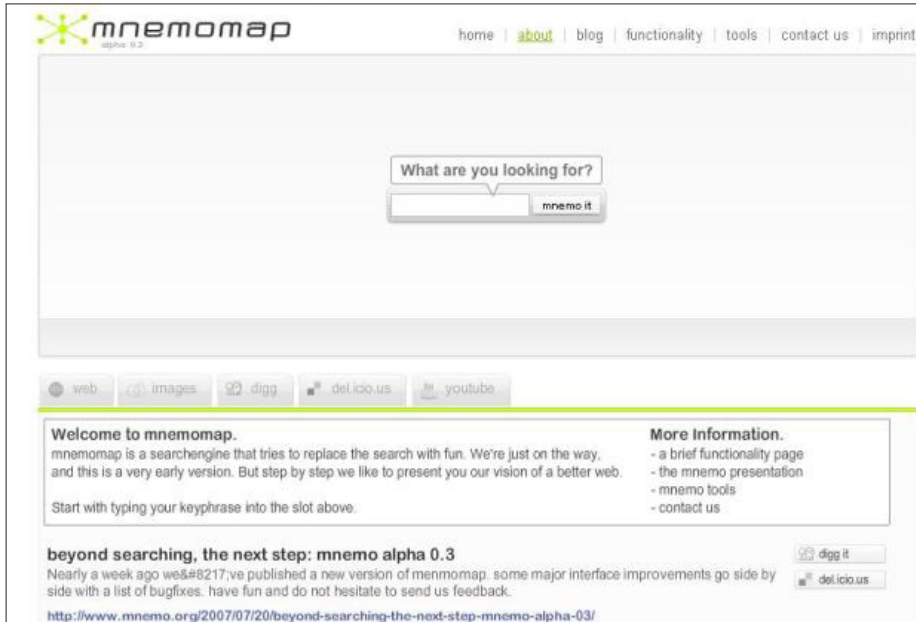 mnemomap
alpha 0.3
home | about | blog | functionality | tools | contact us | imprint
What are you looking for?
mnemo it
web images digg del.icio.us youtube
Welcome to mnemomap.
mnemomap is a searchengine that tries to replace the search with fun. We're just on the way,
and this is a very early version. But step by step we like to present you our vision of a better web.
Start with typing your keyphrase into the slot above.
More Information.
- a brief functionality page
- the mnemo presentation
- mnemo tools
- contact us
beyond searching, the next step: mnemo alpha 0.3
Nearly a week ago we&#8217;ve published a new version of menmomap. some major interface improvements go side by
side with a list of bugfixes. have fun and do not hesitate to send us feedback.
http://www.mnemo.org/2007/07/20/beyond-searching-the-next-step-mnemo-alpha-03/
digg it
del.icio.us